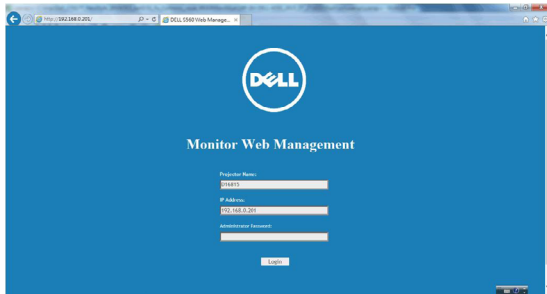 http://192.168.0.201/
DELL S560 Web Manage...
DELL
Monitor Web Management
Projector Name:
D16815
IP Address:
192.168.0.201
Administrator Password:
Login